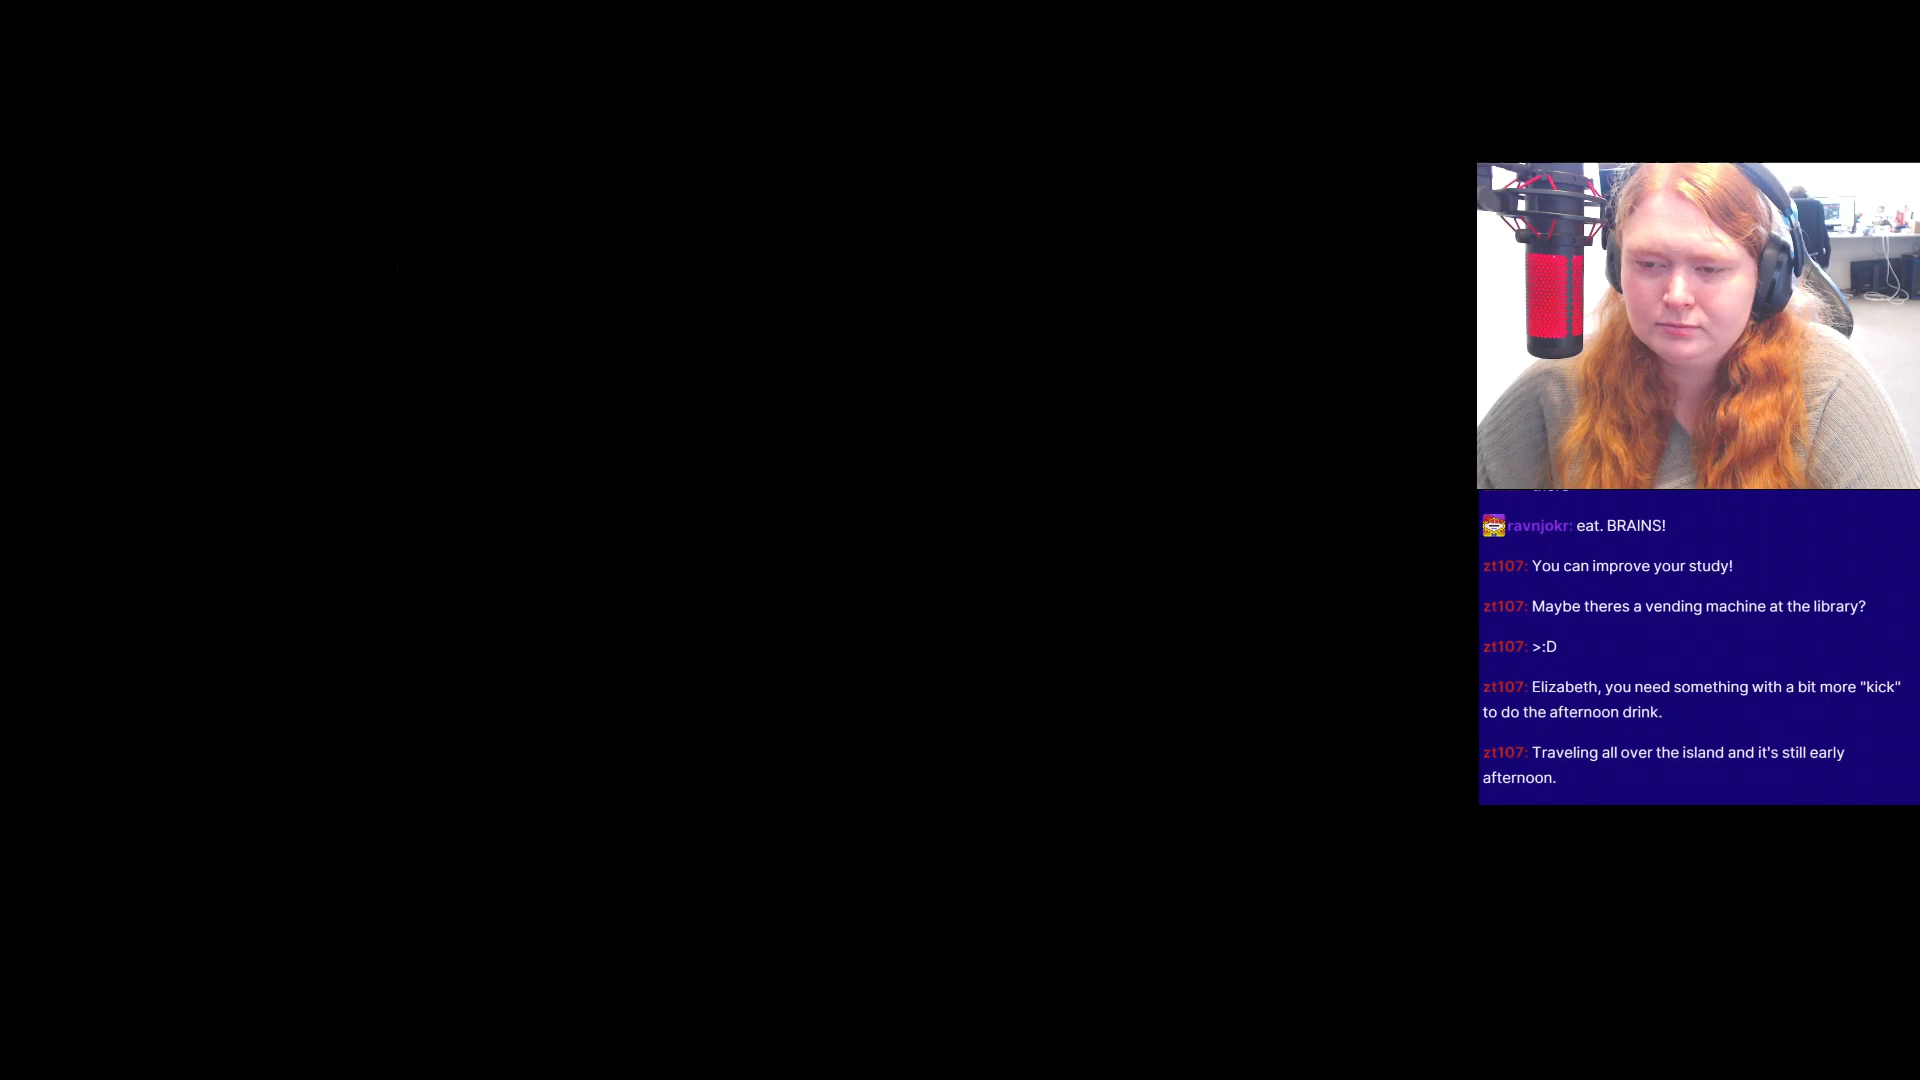 ravnjokr: eat. BRAINS!
zt107: You can improve your study!
zt107: Maybe theres a vending machine at the library?
zt107: >:D
zt107: Elizabeth, you need something with a bit more "kick"
to do the afternoon drink.
zt107: Traveling all over the island and it's still early
afternoon.